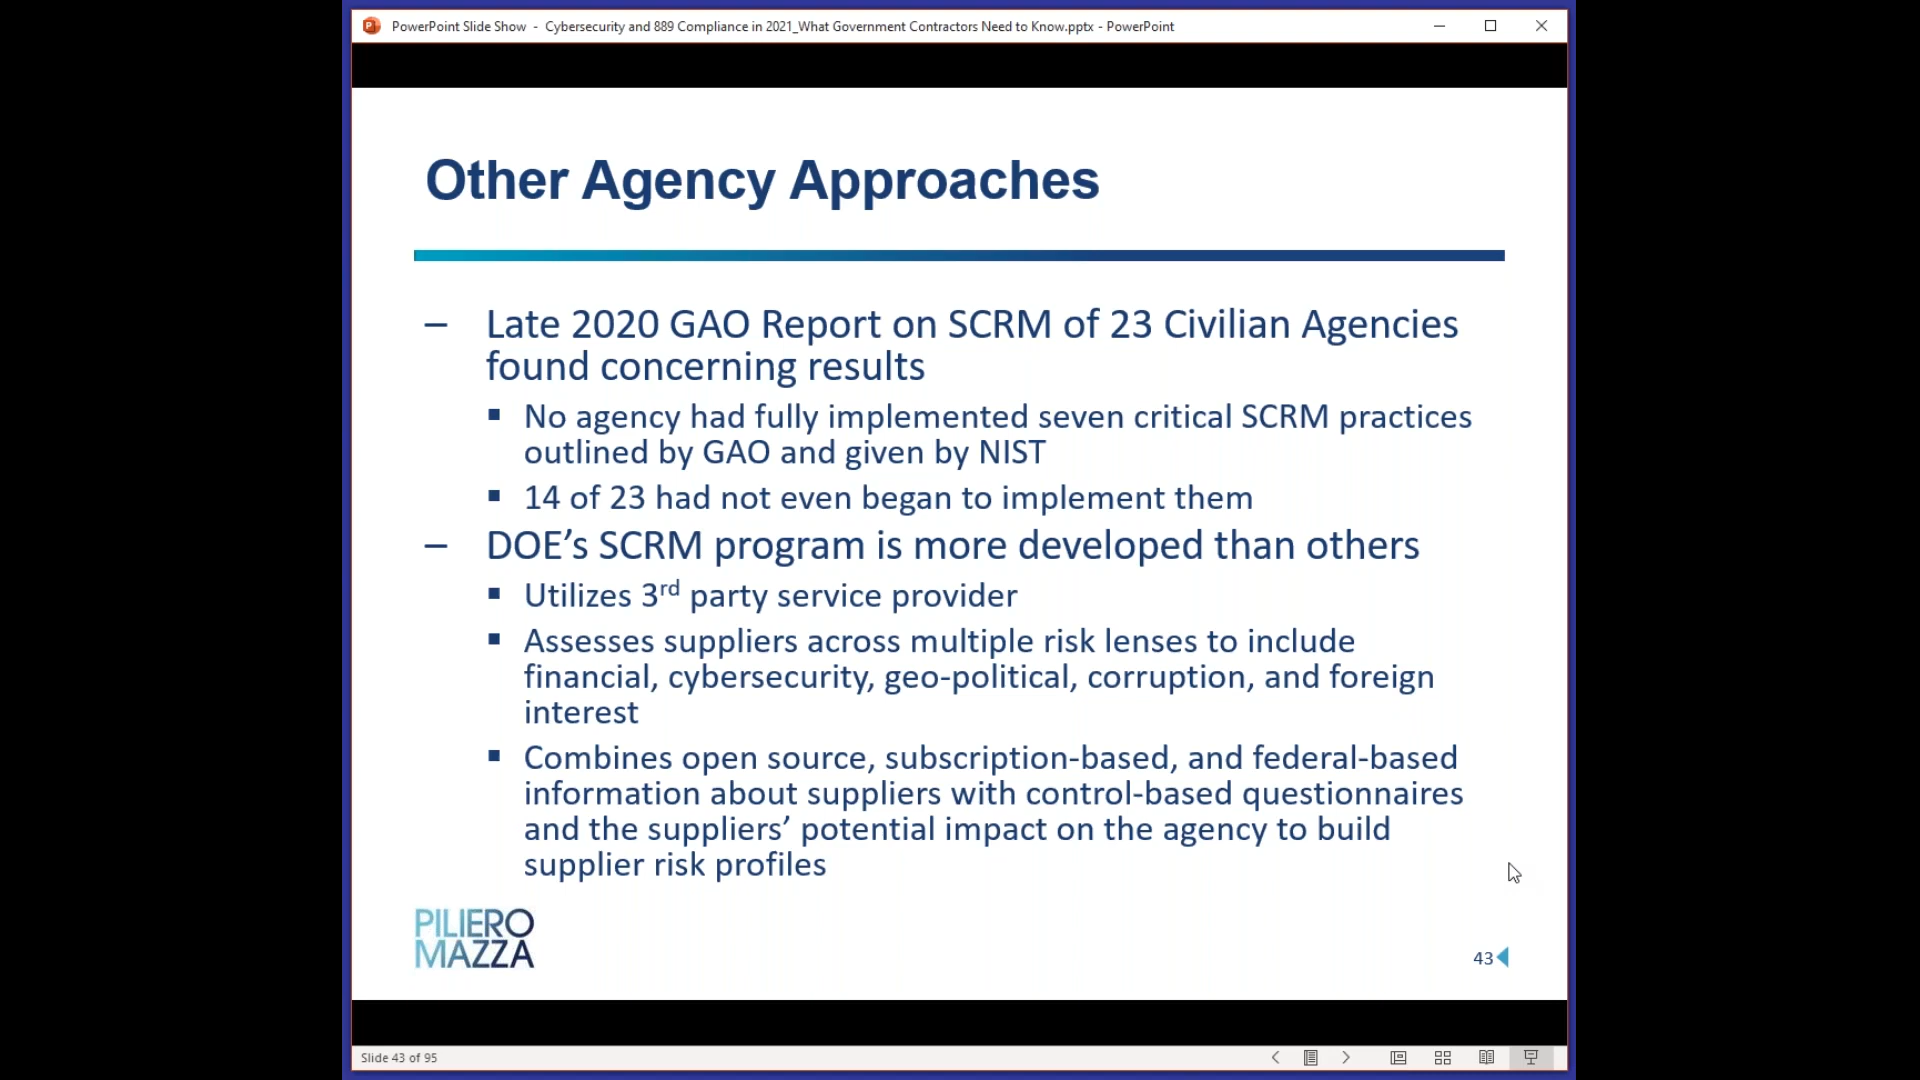 PowerPoint Slide Show - Cybersecurity and 889 Compliance in 2021_What Government Contractors Need to Know.pptx - PowerPoint
Other Agency Approaches
– Late 2020 GAO Report on SCRM of 23 Civilian Agencies
found concerning results
▪ No agency had fully implemented seven critical SCRM practices
outlined by GAO and given by NIST
▪ 14 of 23 had not even began to implement them
– DOE’s SCRM program is more developed than others
▪ Utilizes 3rd party service provider
▪ Assesses suppliers across multiple risk lenses to include
financial, cybersecurity, geo-political, corruption, and foreign
interest
▪ Combines open source, subscription-based, and federal-based
information about suppliers with control-based questionnaires
and the suppliers’ potential impact on the agency to build
supplier risk profiles
PILIERO
MAZZA
43
Slide 43 of 95